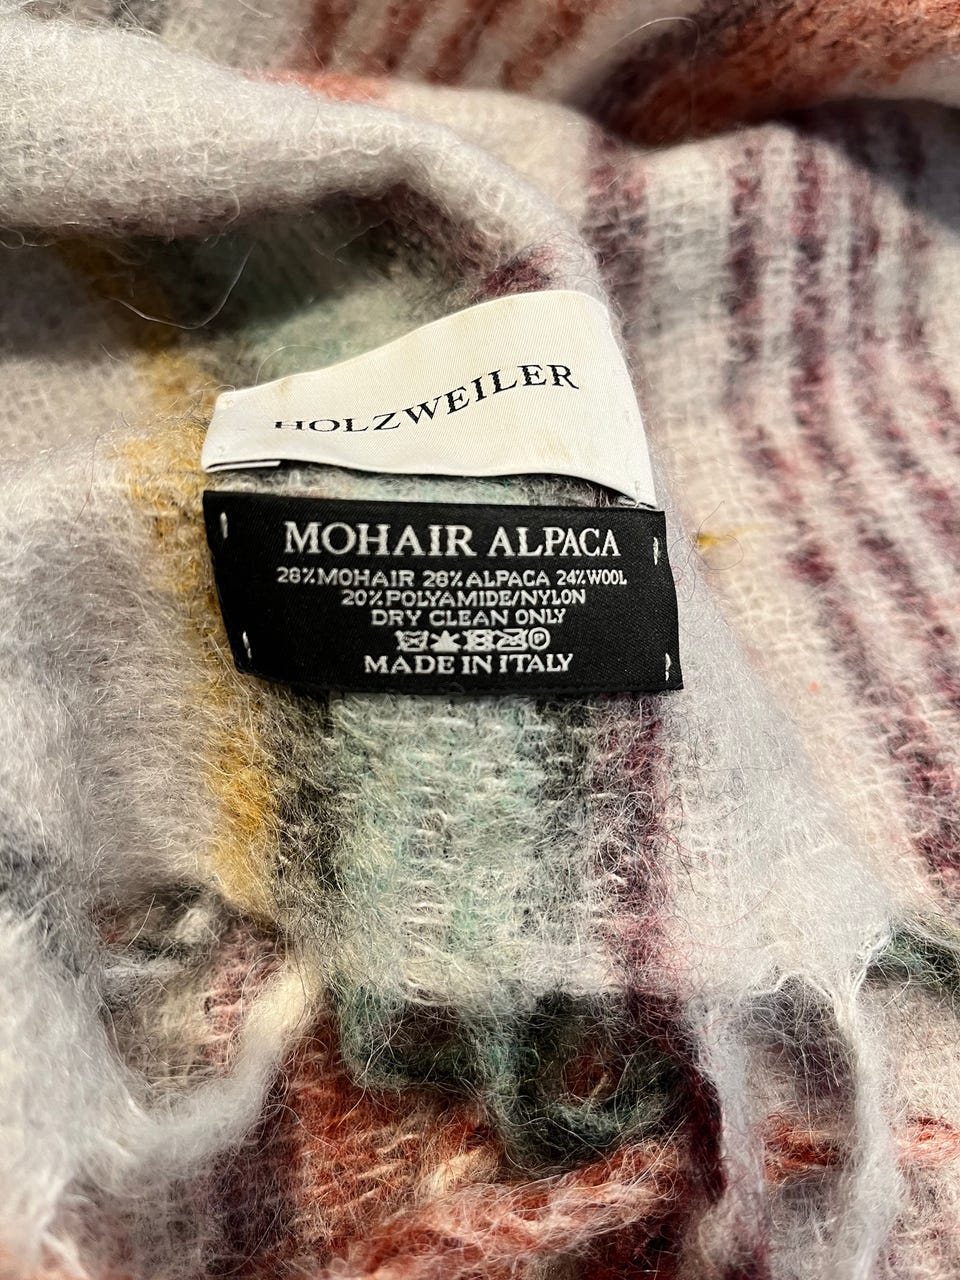 HOLZWEILER
MOHAIR ALPACA
28%MOHAIR 28%ALPACA 24%WOOL
20%POLYAMIDE/NYLON
DRY CLEAN ONLY
P
MADE IN ITALY